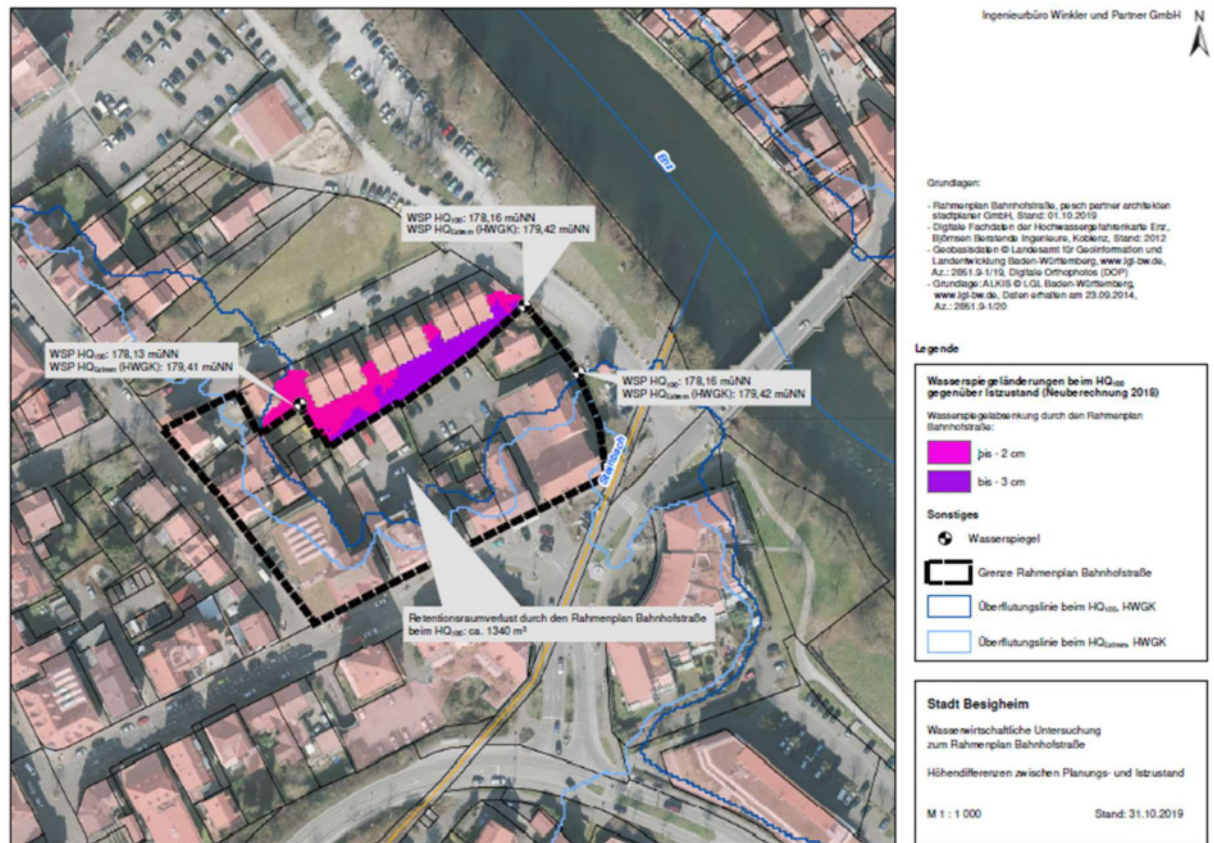 Ingenieurbüro Winkler und Partner GmbH
N
Enz
WSP HQ100: 178,16 müNN
WSP HQExtrem (HWGK): 179,42 müNN
WSP HQ100: 178,13 müNN
WSP HQExtrem (HWGK): 179,41 müNN
WSP HQ100: 178,16 müNN
WSP HQExtrem (HWGK): 179,42 müNN
Steinbach
Retentionsraumverlust durch den Rahmenplan Bahnhofstraße
beim HQ100: ca. 1340 m³
Grundlagen:
- Rahmenplan Bahnhofstraße, pesch partner architekten
stadtplaner GmbH, Stand: 01.10.2019
- Digitale Fachdaten der Hochwassergefahrenkarte Enz,
Björnsen Beratende Ingenieure, Koblenz, Stand: 2012
- Geobasisdaten © Landesamt für Geoinformation und
Landentwicklung Baden-Württemberg, www.lgl-bw.de,
Az.: 2851.9-1/19, Digitale Orthophotos (DOP)
- Grundlage: ALKIS © LGL Baden-Württemberg,
www.lgl-bw.de, Daten erhalten am 23.09.2014,
Az.: 2851.9-1/20
Legende
Wasserspiegeländerungen beim HQ100
gegenüber Istzustand (Neuberechnung 2018)
Wasserspiegelabsenkung durch den Rahmenplan
Bahnhofstraße:
bis - 2 cm
bis - 3 cm
Sonstiges
Wasserspiegel
Grenze Rahmenplan Bahnhofstraße
Überflutungslinie beim HQ100, HWGK
Überflutungslinie beim HQExtrem, HWGK
Stadt Besigheim
Wasserwirtschaftliche Untersuchung
zum Rahmenplan Bahnhofstraße
Höhendifferenzen zwischen Planungs- und Istzustand
M 1 : 1 000
Stand: 31.10.2019